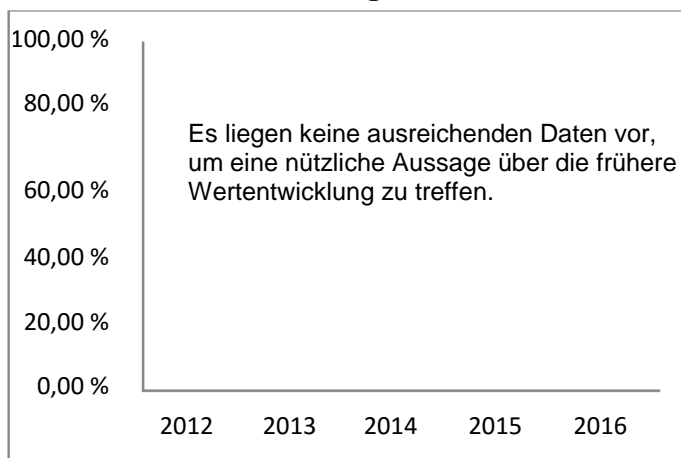 100,00 %
80,00 %
Es liegen keine ausreichenden Daten vor,
um eine nützliche Aussage über die frühere
Wertentwicklung zu treffen.
60,00 %
40,00 %
20,00 %
0,00 %
2012 2013 2014 2015 2016